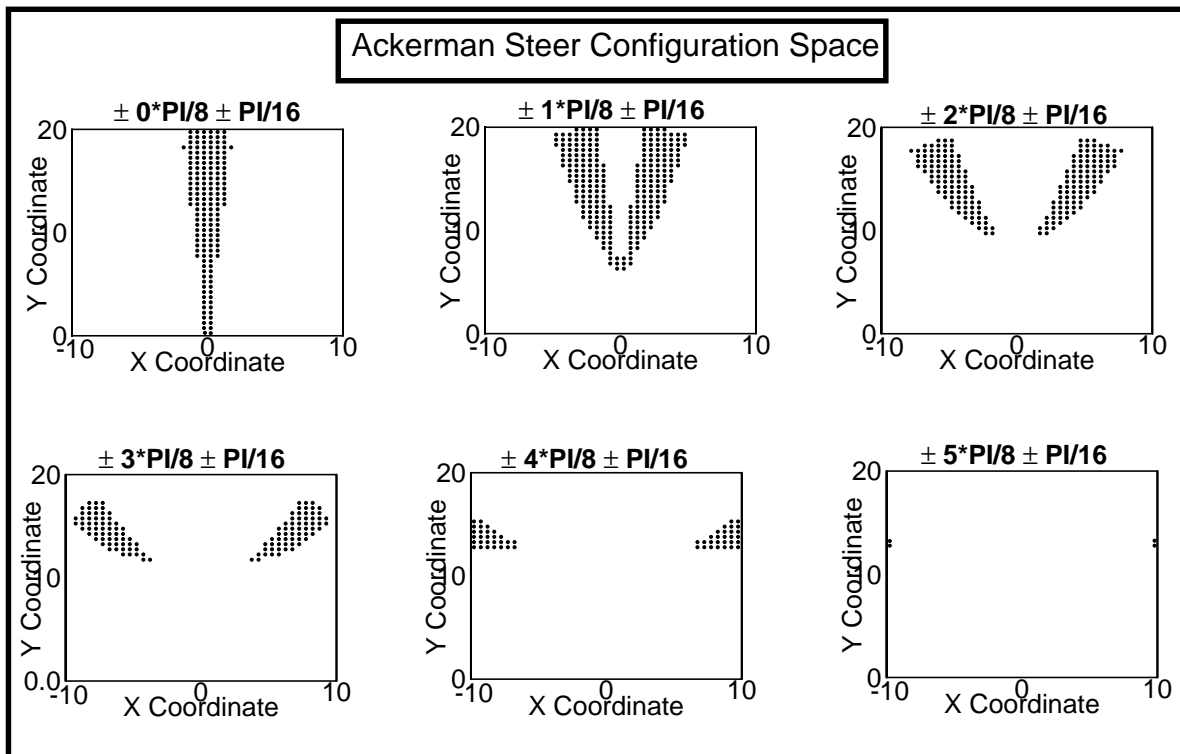 Ackerman Steer Configuration Space
± 0*PI/8 ± PI/16
20
10
0
Y Coordinate
-10
0
10
X Coordinate
± 1*PI/8 ± PI/16
20
10
0
Y Coordinate
-10
0
10
X Coordinate
± 2*PI/8 ± PI/16
20
10
0
Y Coordinate
-10
0
10
X Coordinate
± 3*PI/8 ± PI/16
20
10
0.0
Y Coordinate
-10
0
10
X Coordinate
± 4*PI/8 ± PI/16
20
10
0
Y Coordinate
-10
0
10
X Coordinate
± 5*PI/8 ± PI/16
20
10
0
Y Coordinate
-10
0
10
X Coordinate